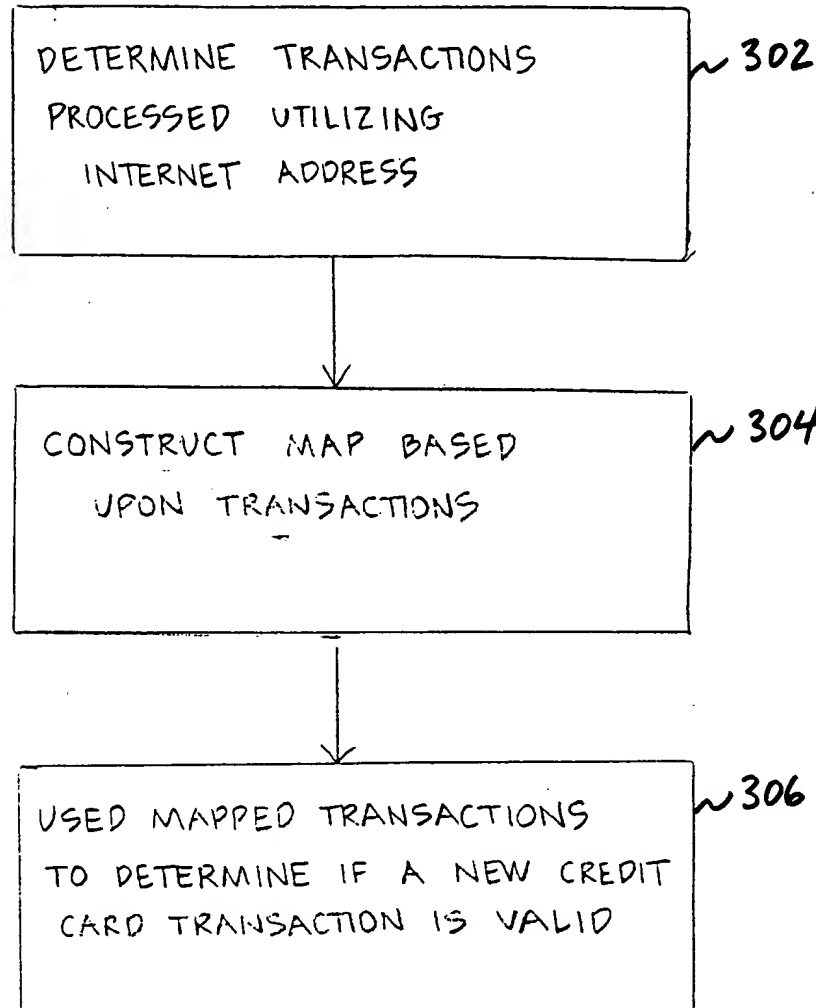 DETERMINE TRANSACTIONS
PROCESSED UTILIZING
INTERNET ADDRESS
~ 302
CONSTRUCT MAP BASED
UPON TRANSACTIONS
~ 304
USED MAPPED TRANSACTIONS
TO DETERMINE IF A NEW CREDIT
CARD TRANSACTION IS VALID
~ 306